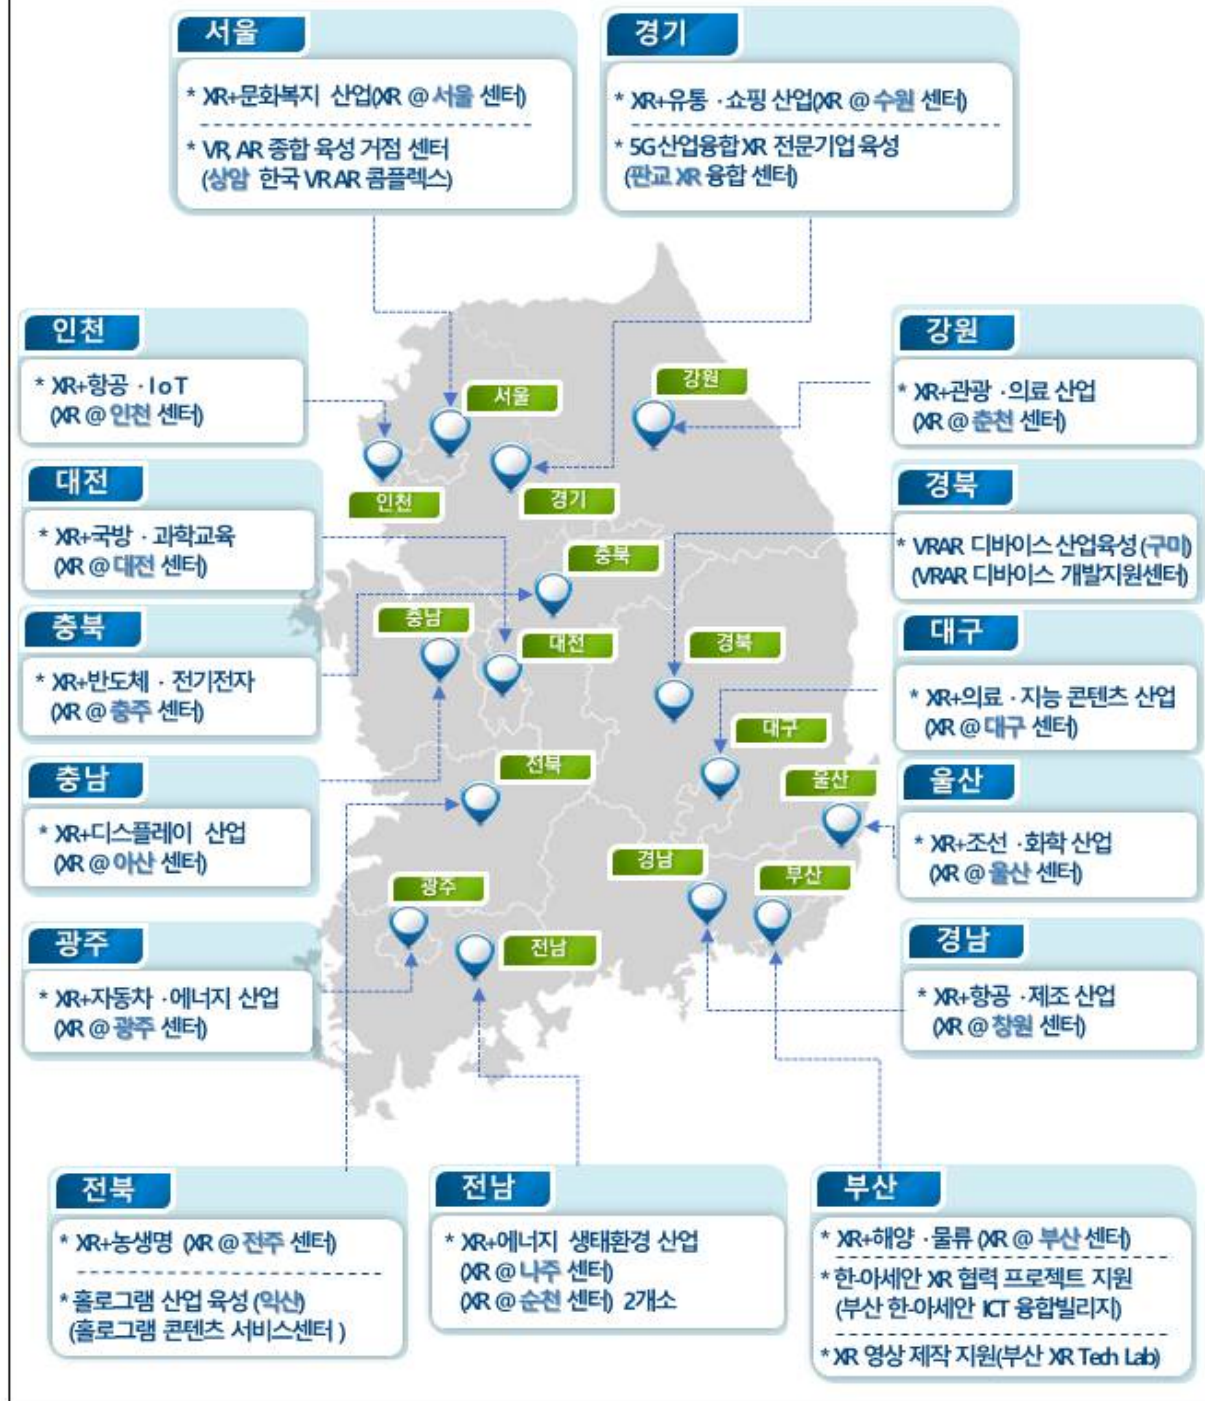 서울
* XR+문화복지 산업(XR @ 서울 센터)
* VR, AR 종합 육성 거점 센터
(상암 한국 VRAR 콤플렉스)
경기
* XR+유통 · 쇼핑 산업(XR @ 수원 센터)
* 5G산업융합 XR 전문기업 육성
(판교 XR 융합 센터)
인천
* XR+항공 · IoT
(XR @ 인천 센터)
대전
* XR+국방 · 과학교육
(XR @ 대전 센터)
충북
* XR+반도체 · 전기전자
(XR @ 충주 센터)
충남
* XR+디스플레이 산업
(XR @ 아산 센터)
광주
* XR+자동차 · 에너지 산업
(XR @ 광주 센터)
강원
* XR+관광 · 의료 산업
(XR @ 춘천 센터)
경북
* VRAR 디바이스 산업육성 (구미)
(VRAR 디바이스 개발지원센터)
대구
* XR+의료 · 지능 콘텐츠 산업
(XR @ 대구 센터)
울산
* XR+조선 · 화학 산업
(XR @ 울산 센터)
경남
* XR+항공 · 제조 산업
(XR @ 창원 센터)
서울
강원
인천
경기
충북
충남
대전
경북
대구
전북
울산
경남
부산
광주
전남
전북
* XR+농생명 (XR @ 전주 센터)
* 홀로그램 산업 육성 (익산)
(홀로그램 콘텐츠 서비스센터 )
전남
* XR+에너지 생태환경 산업
(XR @ 나주 센터)
(XR @ 순천 센터) 2개소
부산
* XR+해양 · 물류 (XR @ 부산 센터)
* 한-아세안 XR 협력 프로젝트 지원
(부산 한-아세안 ICT 융합빌리지)
* XR 영상 제작 지원(부산 XR Tech Lab)